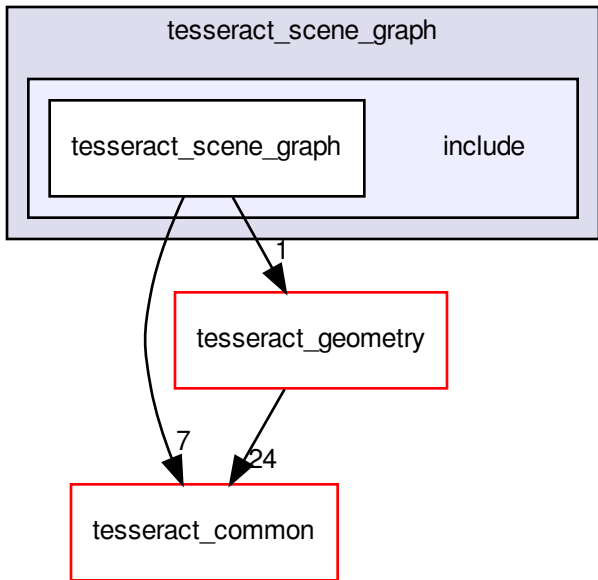 tesseract_scene_graph
tesseract_scene_graph
include
1
tesseract_geometry
7
24
tesseract_common